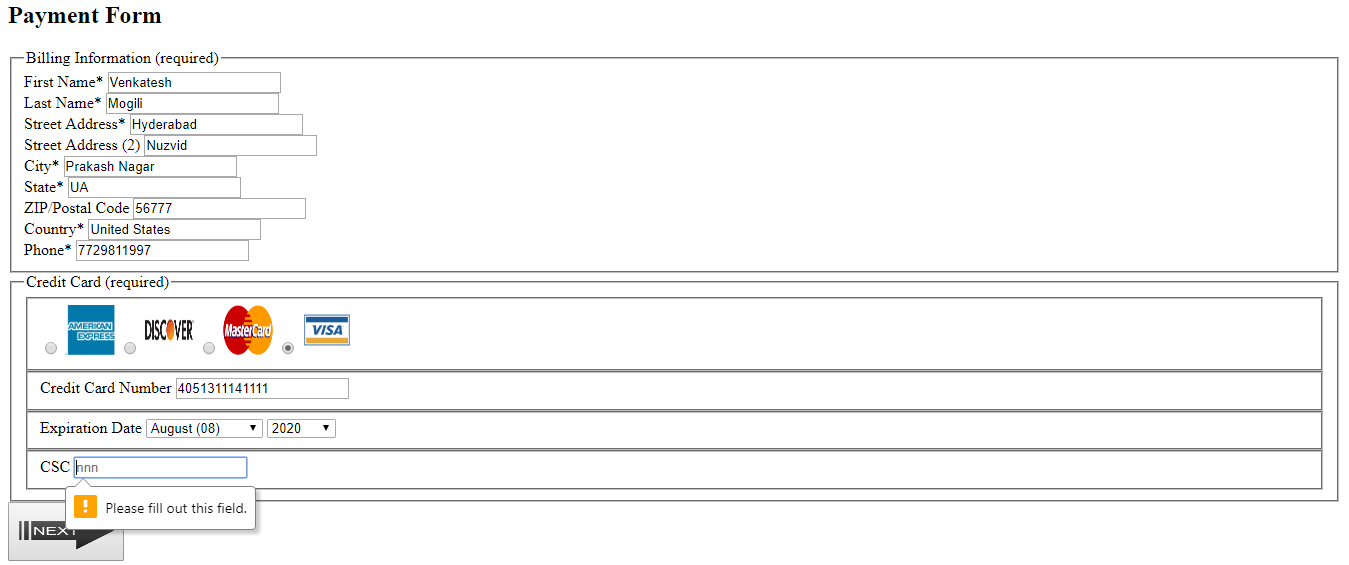 Payment Form
Billing Information (required)
First Name* Venkatesh
Last Name* Mogili
Street Address* Hyderabad
Street Address (2) Nuzvid
City* Prakash Nagar
State* UA
ZIP/Postal Code 56777
Country* United States
Phone* 7729811997
Credit Card (required)
AMERICAN EXPRESS DISCOVER MasterCard VISA
Credit Card Number 4051311141111
Expiration Date August (08) 2020
CSC nnn
Please fill out this field.
NEXT